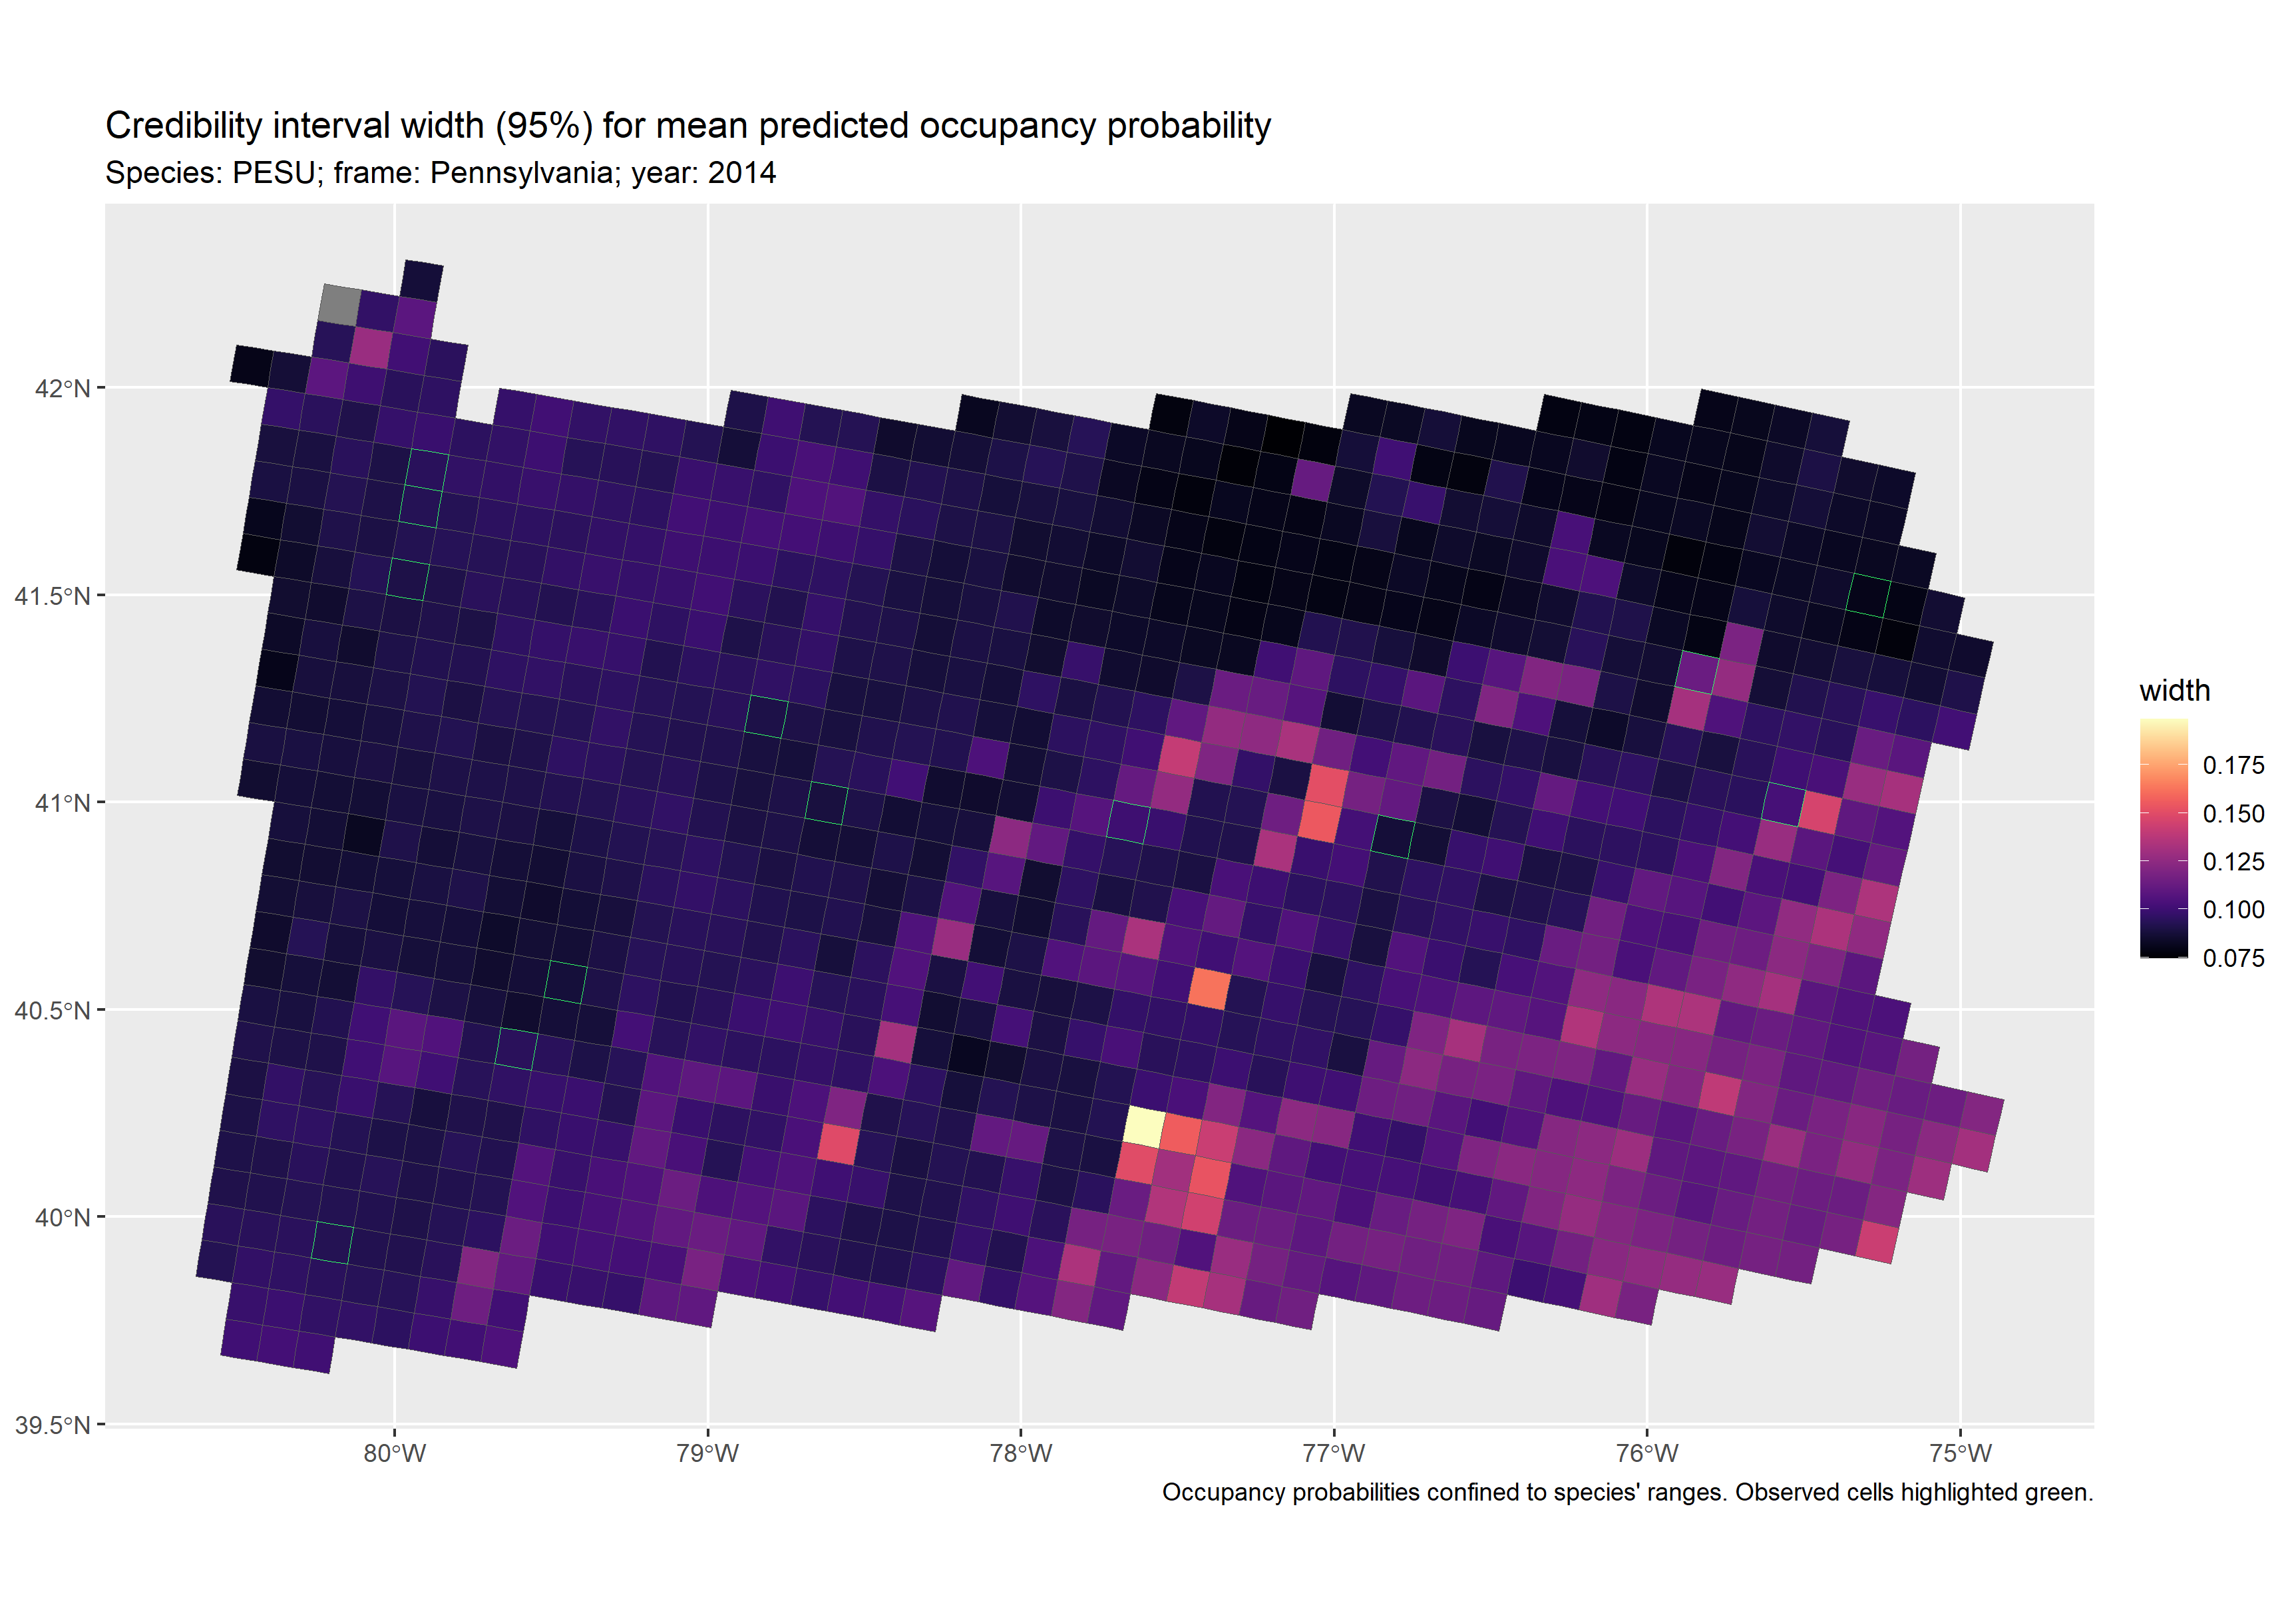 Credibility interval width (95%) for mean predicted occupancy probability
Species: PESU; frame: Pennsylvania; year: 2014
42°N
41.5°N
41°N
40.5°N
40°N
39.5°N
80°W
79°W
78°W
77°W
76°W
75°W
width
0.175
0.150
0.125
0.100
0.075
Occupancy probabilities confined to species' ranges. Observed cells highlighted green.